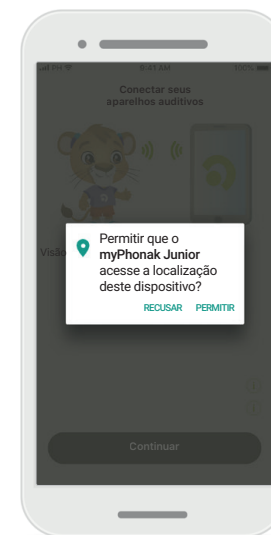 9:41 AM
100%
Conectar seus
aparelhos auditivos
Visão
Permitir que o
myPhonak Junior
acesse a localização
deste dispositivo?
RECUSAR PERMITIR
Continuar